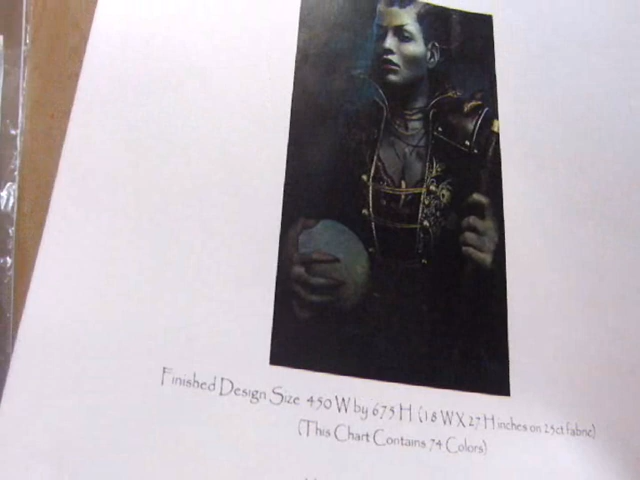 Finished Design Size 450 W by 675 H (18 W X 27 H inches on 25ct fabric)
(This Chart Contains 74 Colors)